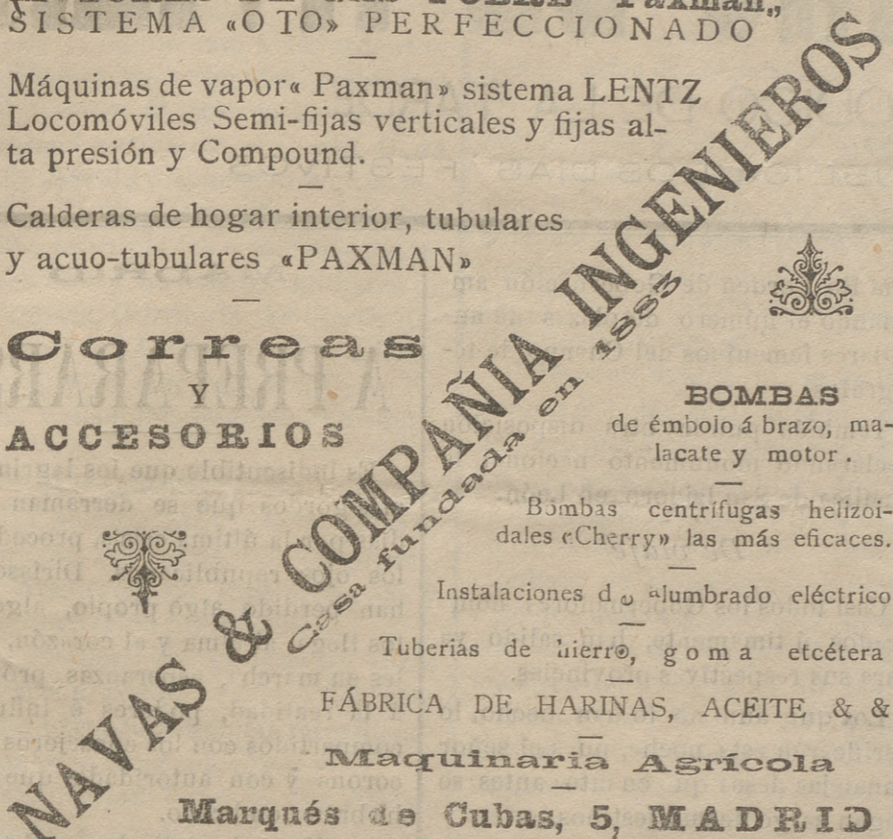 Paxman„
SISTEMA «OTO» PERFECCIONADO
Máquinas de vapor« Paxman» sistema LENTZ
Locomóviles Semi-fijas verticales y fijas al-
ta presión y Compound.
Calderas de hogar interior, tubulares
y acuo-tubulares «PAXMAN»
Correas
Y
ACCESORIOS
NAVAS & COMPAÑIA INGENIEROS
Casa fundada en 1885
BOMBAS
de émbolo á brazo, ma-
lacate y motor.
Bombas centrífugas helizoi-
dales «Cherry» las más eficaces.
Instalaciones de alumbrado eléctrico
Tuberías de hierro, goma etcétera
FÁBRICA DE HARINAS, ACEITE & &
Maquinaria Agrícola
Marqués de Cubas, 5, MADRID